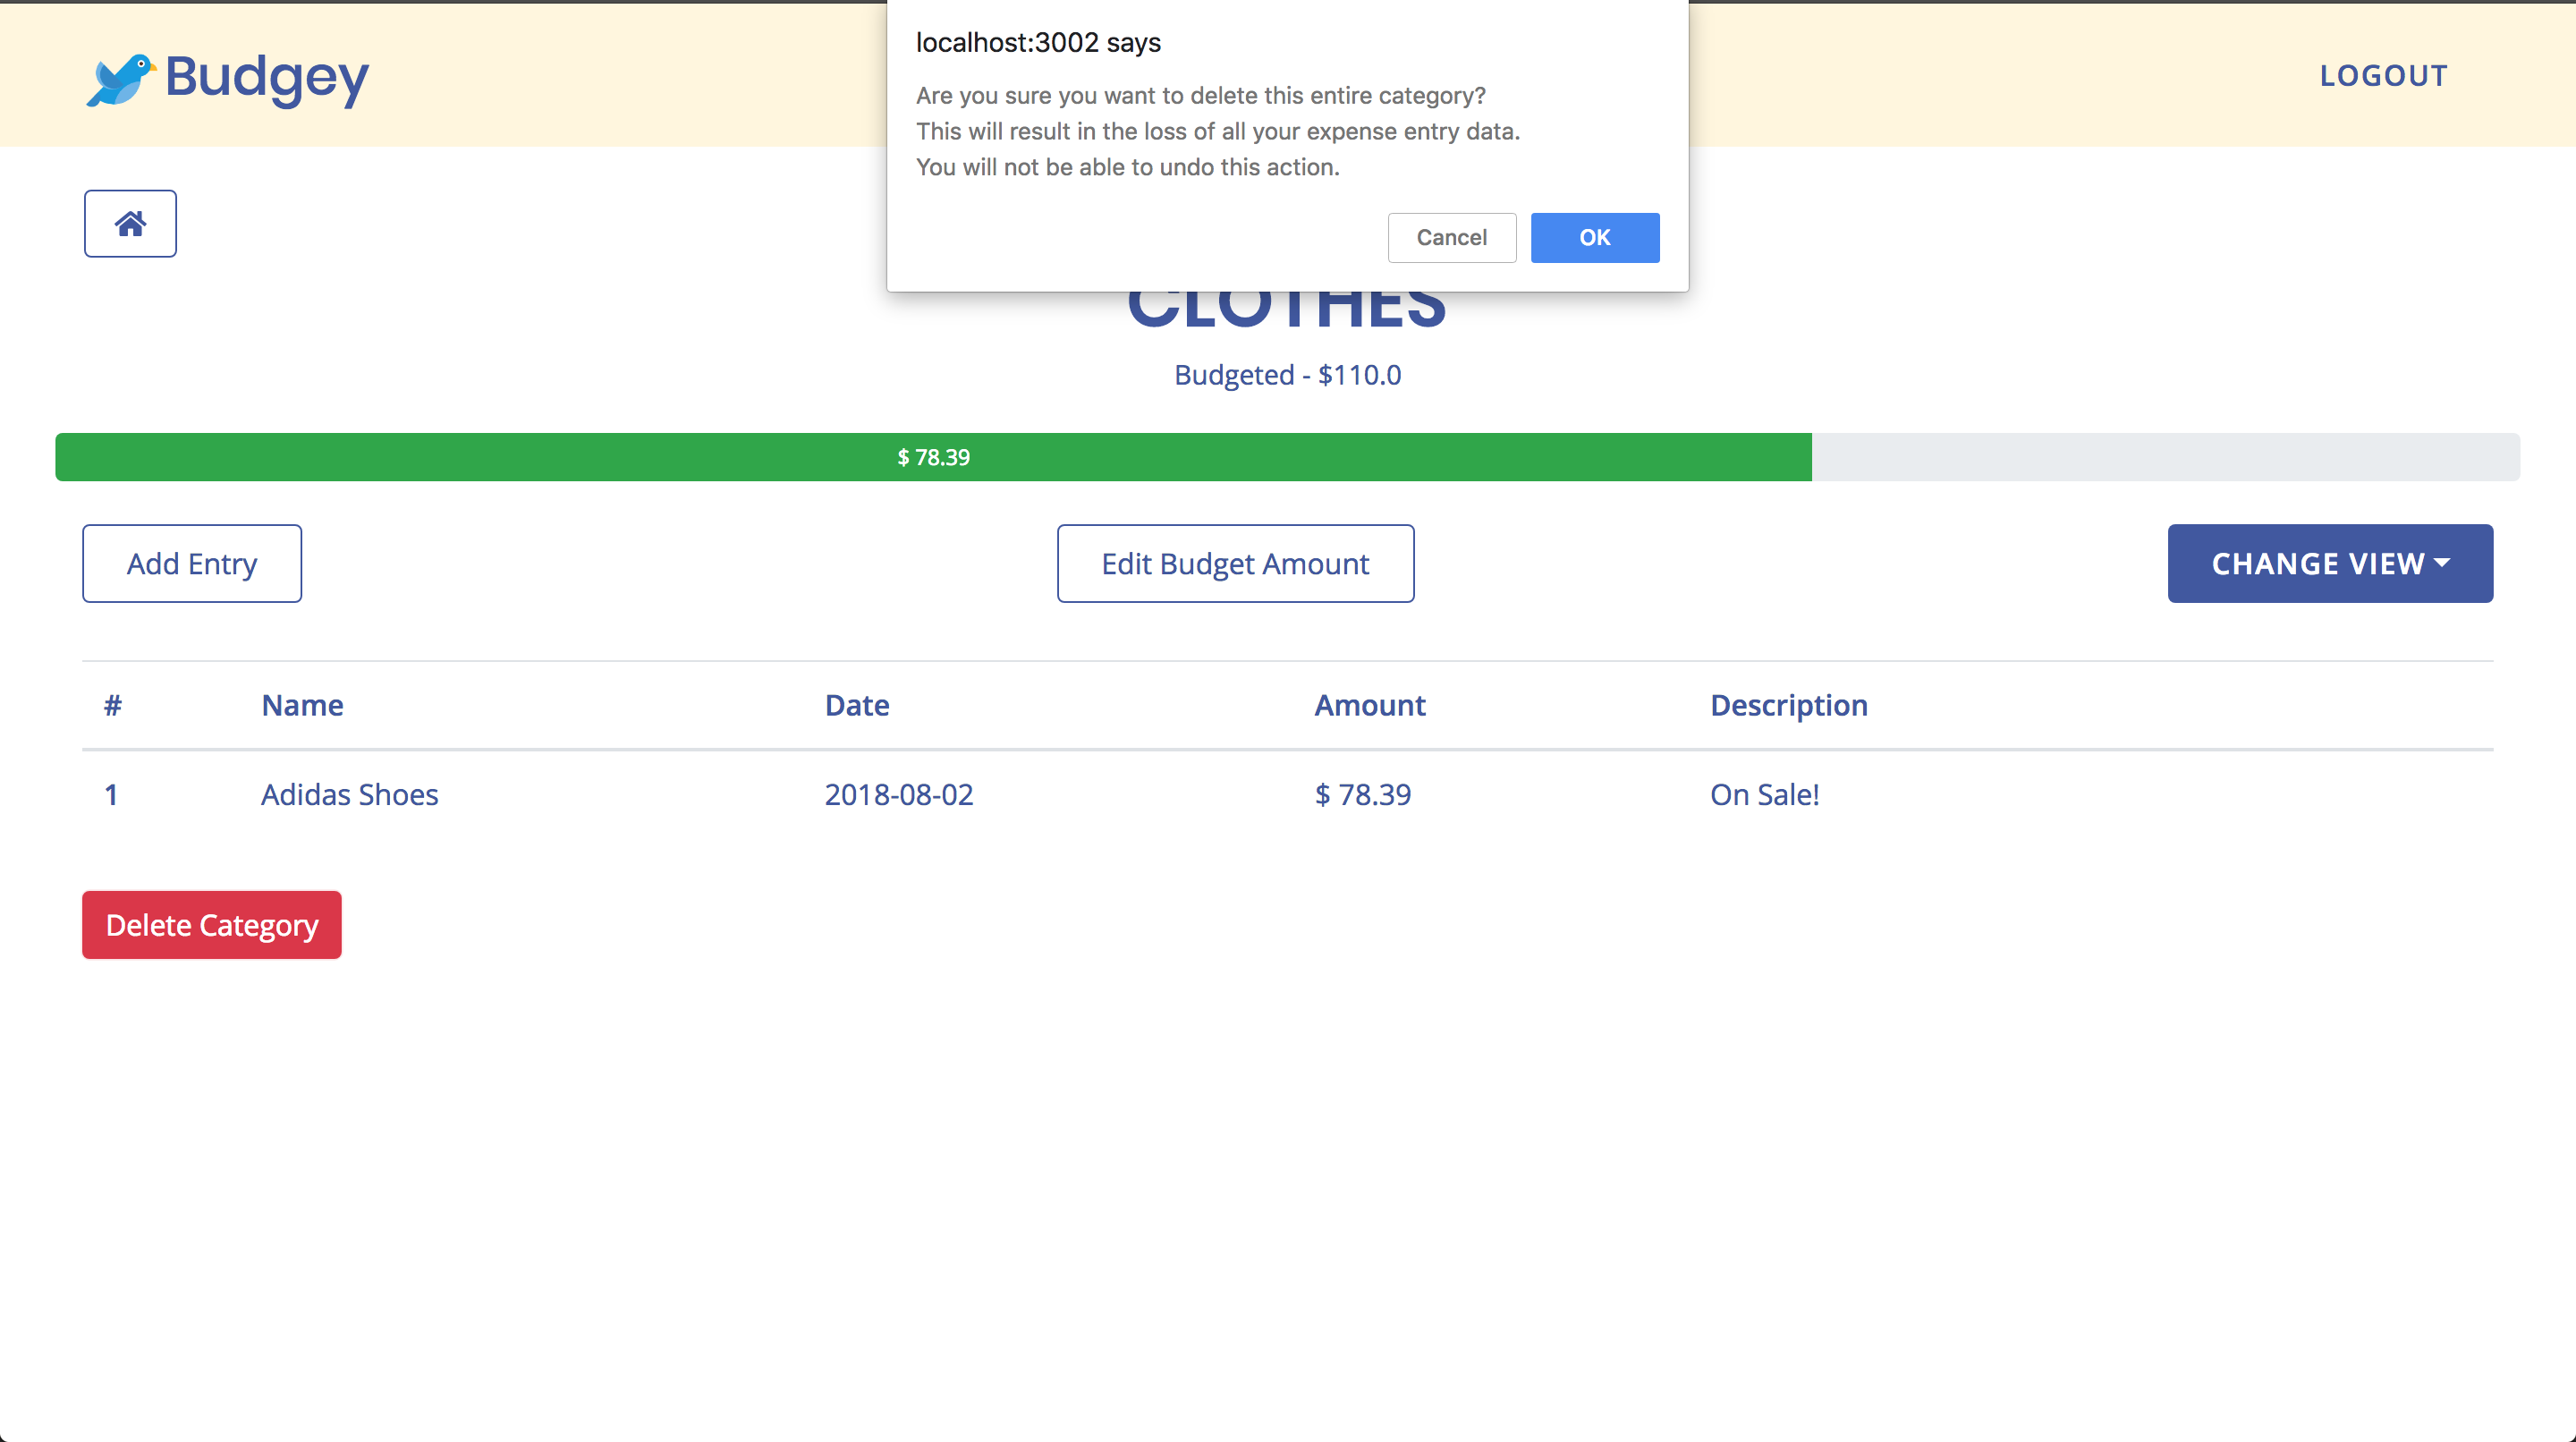 localhost:3002 says
Are you sure you want to delete this entire category?
This will result in the loss of all your expense entry data.
You will not be able to undo this action.
Cancel OK
Budgey LOGOUT
CLOTHES
Budgeted - $110.0
$ 78.39
Add Entry Edit Budget Amount CHANGE VIEW
# Name Date Amount Description
1 Adidas Shoes 2018-08-02 $ 78.39 On Sale!
Delete Category